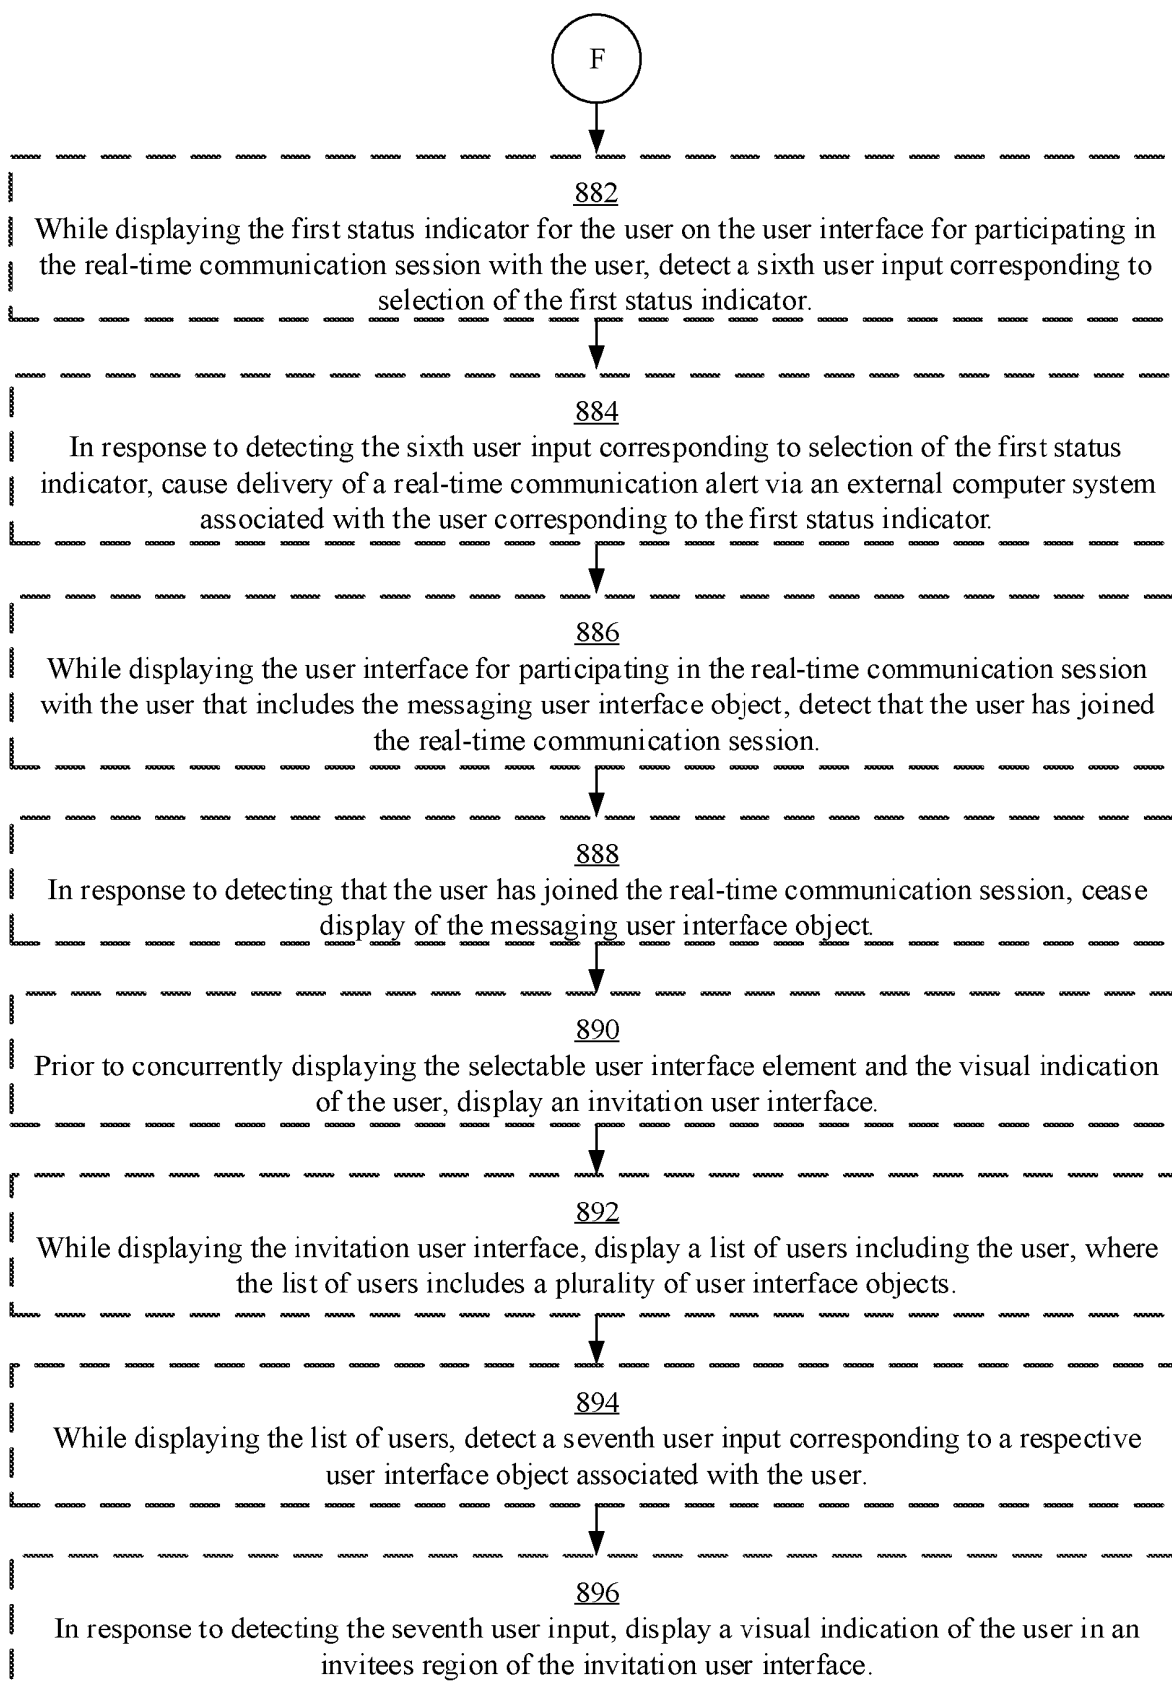 F
882
While displaying the first status indicator for the user on the user interface for participating in
the real-time communication session with the user, detect a sixth user input corresponding to
selection of the first status indicator.
884
In response to detecting the sixth user input corresponding to selection of the first status
indicator, cause delivery of a real-time communication alert via an external computer system
associated with the user corresponding to the first status indicator.
886
While displaying the user interface for participating in the real-time communication session
with the user that includes the messaging user interface object, detect that the user has joined
the real-time communication session.
888
In response to detecting that the user has joined the real-time communication session, cease
display of the messaging user interface object.
890
Prior to concurrently displaying the selectable user interface element and the visual indication
of the user, display an invitation user interface.
892
While displaying the invitation user interface, display a list of users including the user, where
the list of users includes a plurality of user interface objects.
894
While displaying the list of users, detect a seventh user input corresponding to a respective
user interface object associated with the user.
896
In response to detecting the seventh user input, display a visual indication of the user in an
invitees region of the invitation user interface.